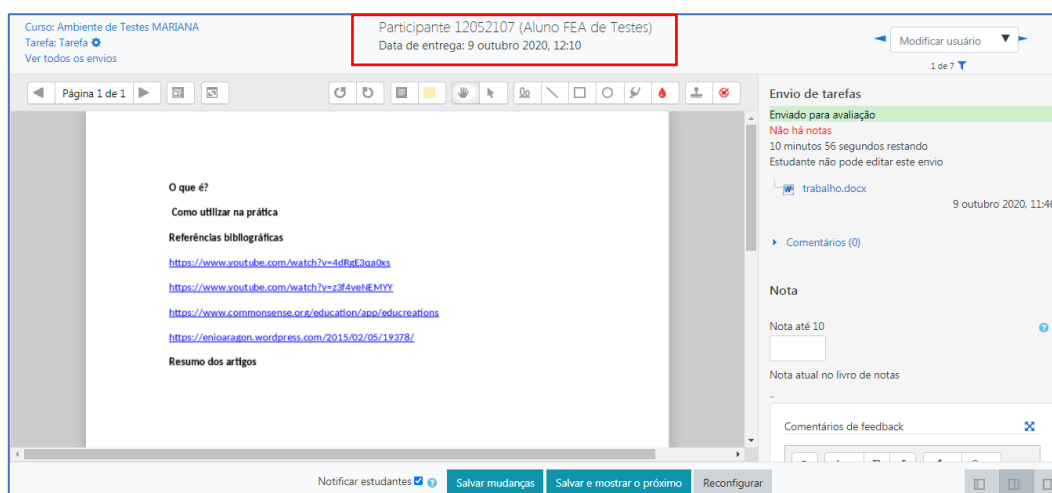 Curso: Ambiente de Testes MARIANA
Tarefa: Tarefa
Ver todos os envios
Participante 12052107 (Aluno FEA de Testes)
Data de entrega: 9 outubro 2020, 12:10
Modificar usuário
1 de 7
Página 1 de 1
O que é?
Como utilizar na prática
Referências bibliográficas
https://www.youtube.com/watch?v=4dRgE3qa0xs
https://www.youtube.com/watch?v=z3f4veNEMYY
https://www.commonsense.org/education/app/educreations
https://enioaragon.wordpress.com/2015/02/05/19378/
Resumo dos artigos
Envio de tarefas
Enviado para avaliação
Não há notas
10 minutos 56 segundos restando
Estudante não pode editar este envio
trabalho.docx
9 outubro 2020, 11:46
Comentários (0)
Nota
Nota até 10
Nota atual no livro de notas
-
Comentários de feedback
Notificar estudantes
Salvar mudanças
Salvar e mostrar o próximo
Reconfigurar